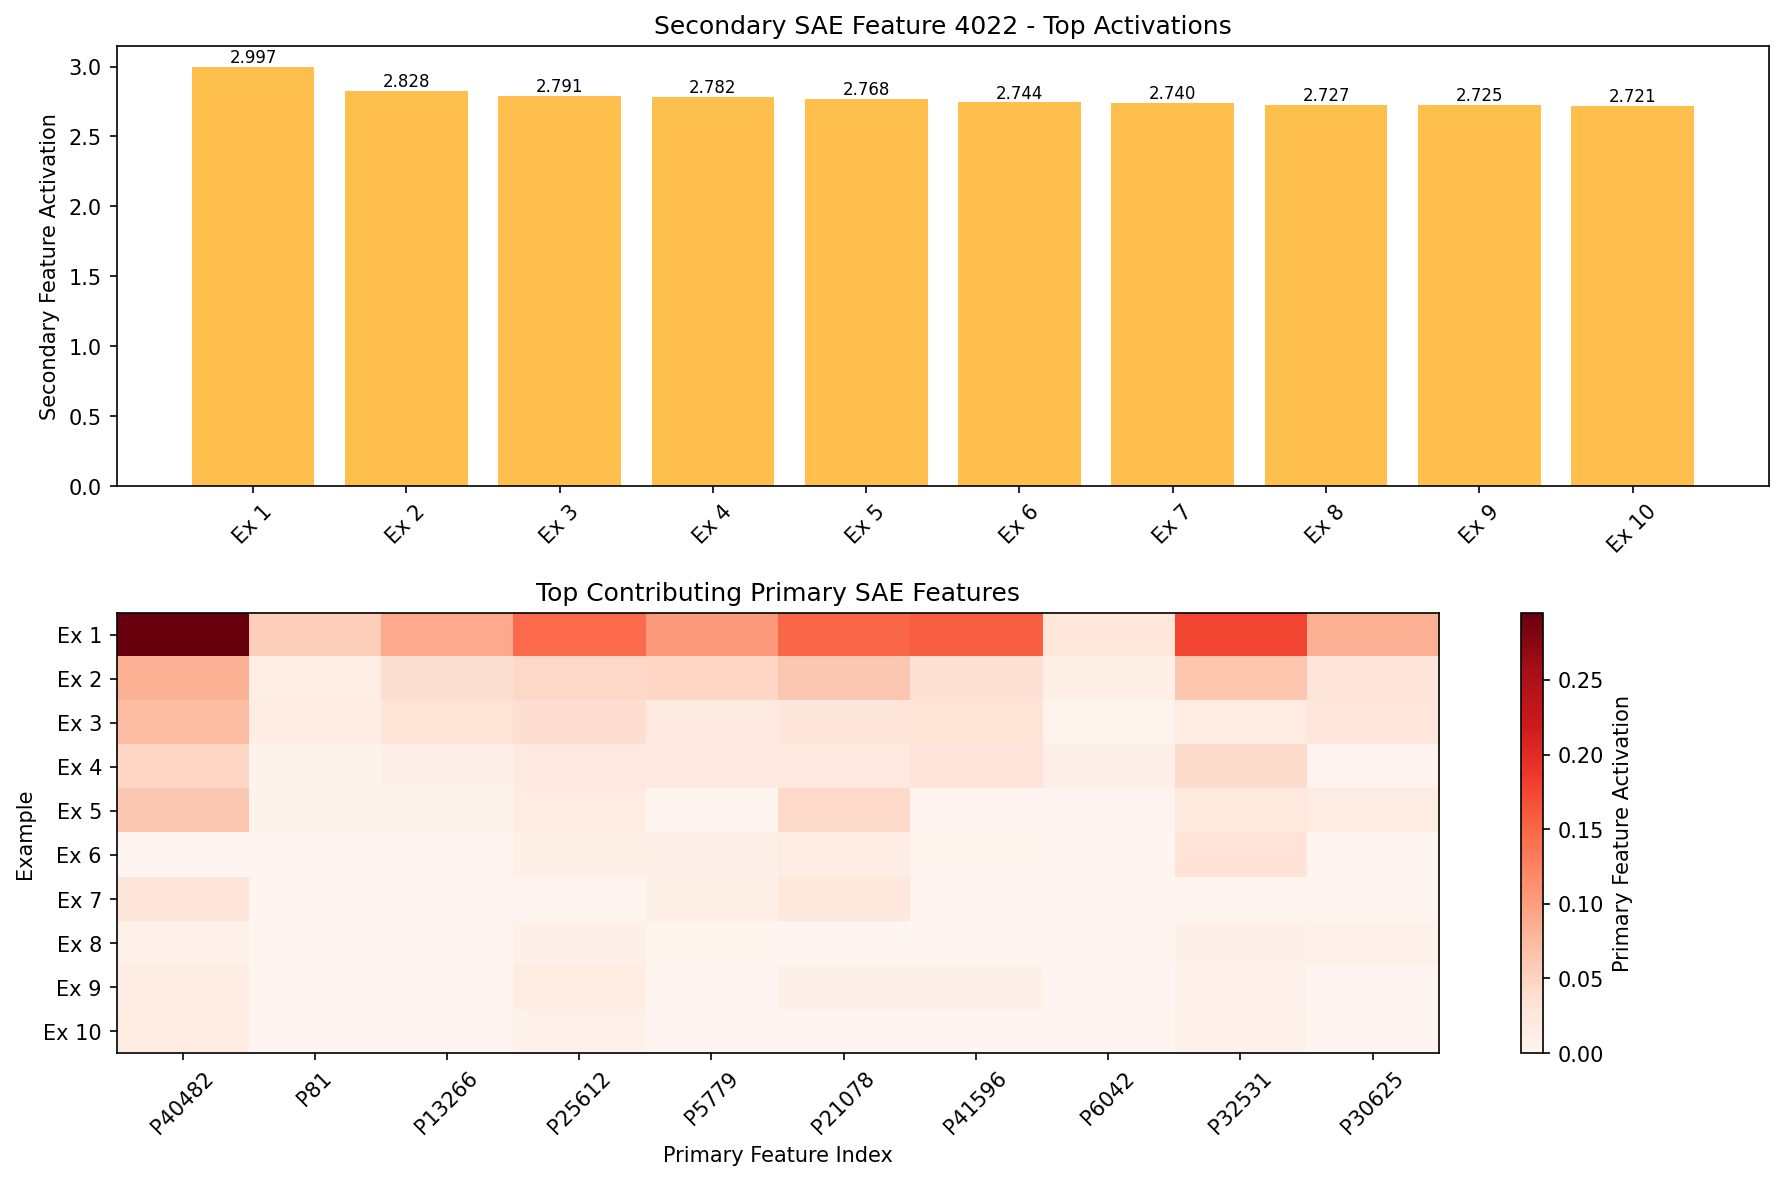 Secondary SAE Feature 4022 - Top Activations
Secondary Feature Activation
3.0
2.5
2.0
1.5
1.0
0.5
0.0
2.997
2.828
2.791
2.782
2.768
2.744
2.740
2.727
2.725
2.721
Ex 1
Ex 2
Ex 3
Ex 4
Ex 5
Ex 6
Ex 7
Ex 8
Ex 9
Ex 10
Top Contributing Primary SAE Features
Example
Ex 1
Ex 2
Ex 3
Ex 4
Ex 5
Ex 6
Ex 7
Ex 8
Ex 9
Ex 10
P40482
P81
P13266
P25612
P5779
P21078
P41596
P6042
P32531
P30625
Primary Feature Index
0.25
0.20
0.15
0.10
0.05
0.00
Primary Feature Activation